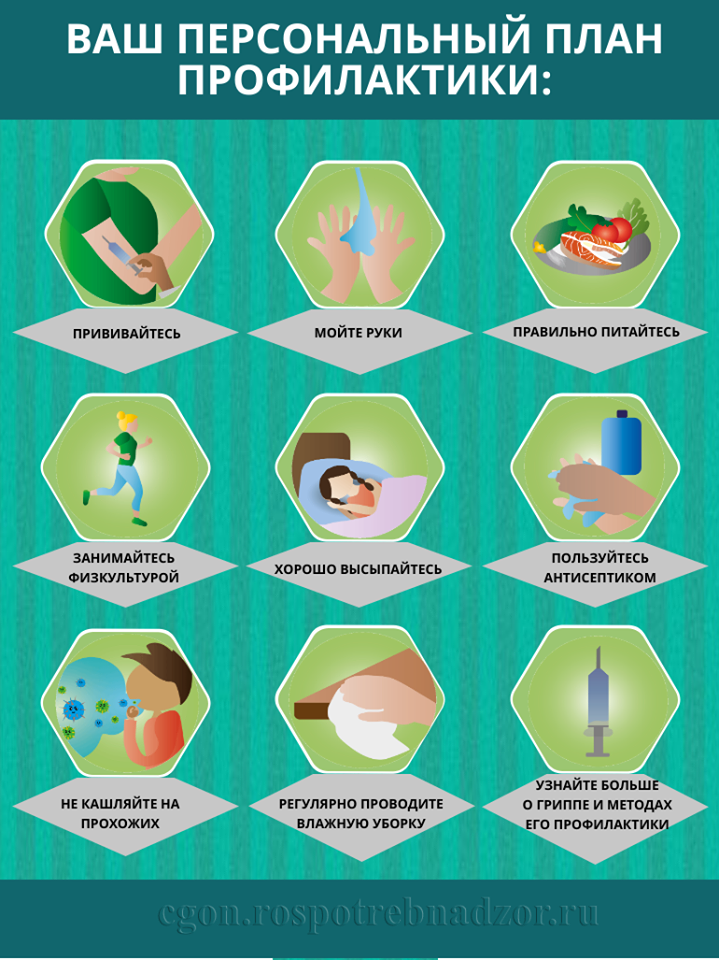 ВАШ ПЕРСОНАЛЬНЫЙ ПЛАН
ПРОФИЛАКТИКИ:
ПРИВИВАЙТЕСЬ
МОЙТЕ РУКИ
ПРАВИЛЬНО ПИТАЙТЕСЬ
ЗАНИМАЙТЕСЬ
ФИЗКУЛЬТУРОЙ
ХОРОШО ВЫСЫПАЙТЕСЬ
ПОЛЬЗУЙТЕСЬ
АНТИСЕПТИКОМ
НЕ КАШЛЯЙТЕ НА
ПРОХОЖИХ
РЕГУЛЯРНО ПРОВОДИТЕ
ВЛАЖНУЮ УБОРКУ
УЗНАЙТЕ БОЛЬШЕ
О ГРИППЕ И МЕТОДАХ
ЕГО ПРОФИЛАКТИКИ
cgon.rospotrebnadzor.ru